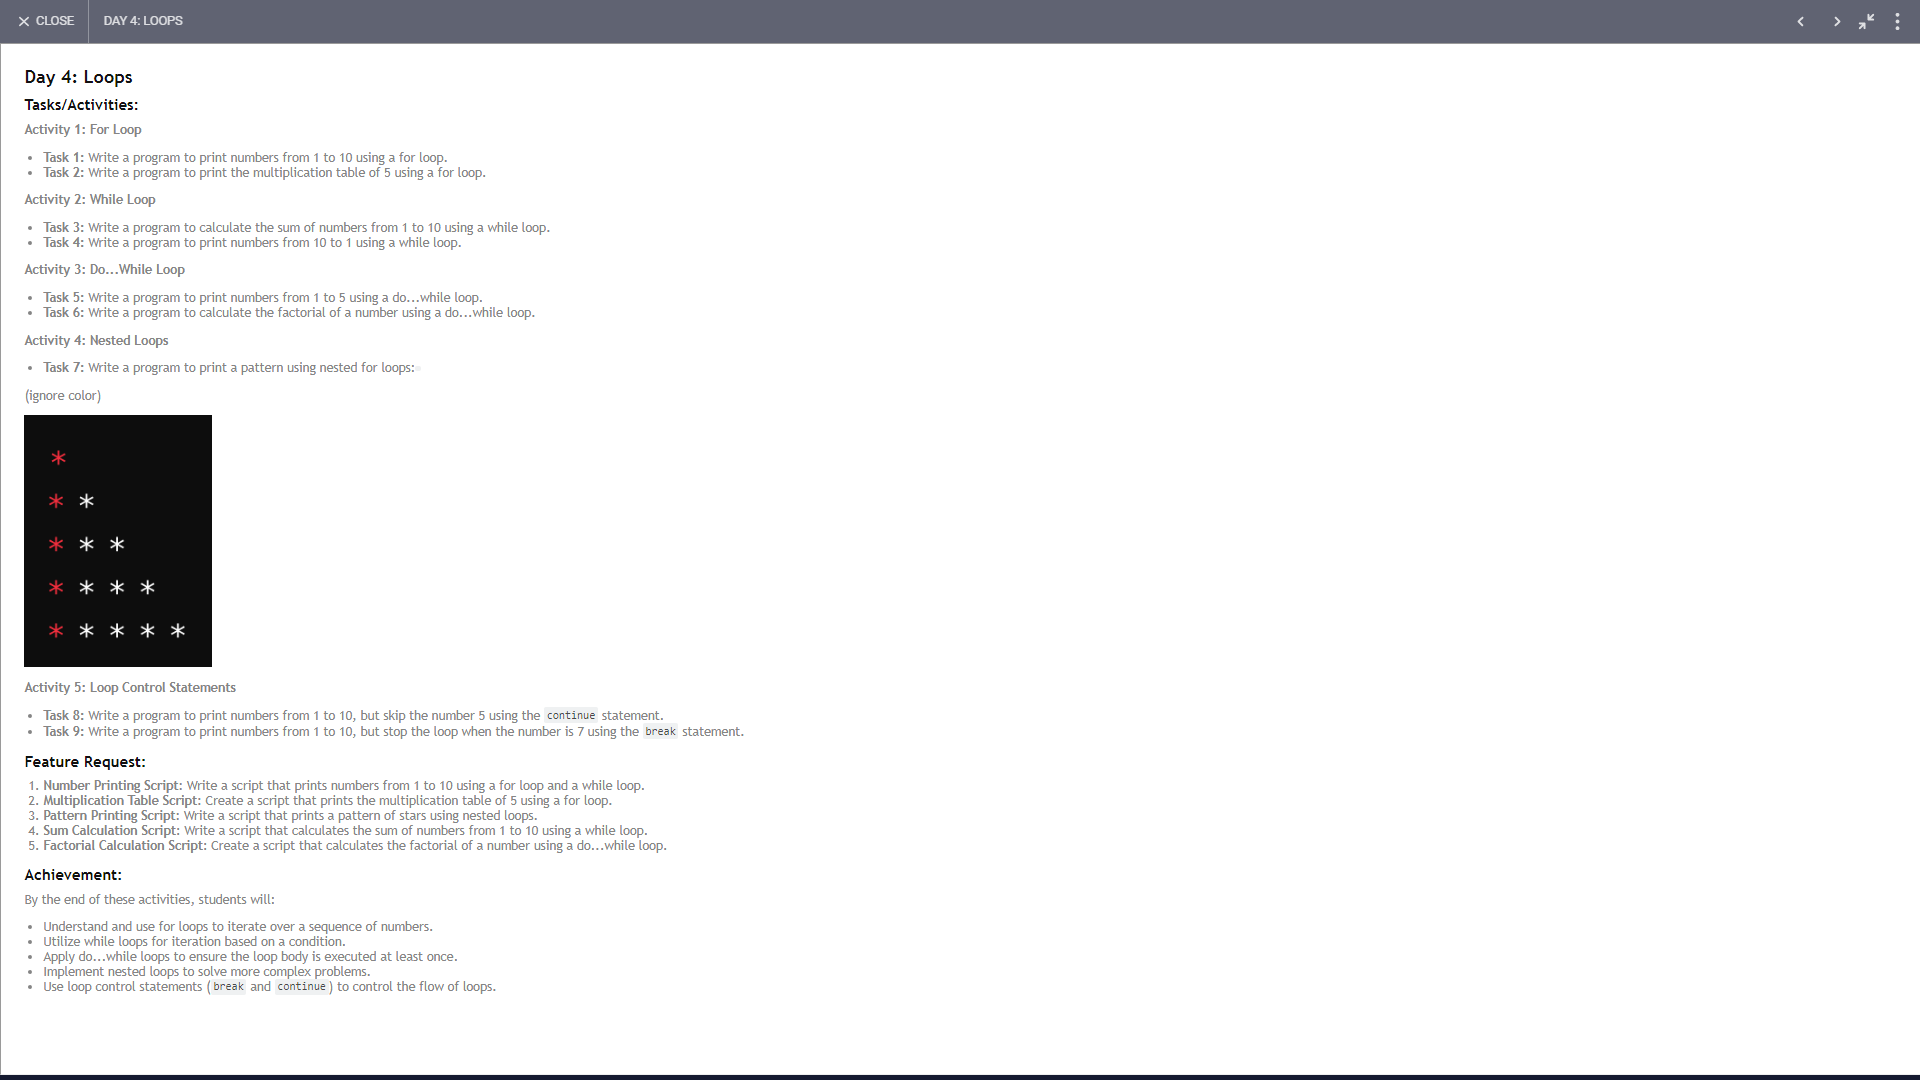 CLOSE
DAY 4: LOOPS
Day 4: Loops
Tasks/Activities:
Activity 1: For Loop
• Task 1: Write a program to print numbers from 1 to 10 using a for loop.
• Task 2: Write a program to print the multiplication table of 5 using a for loop.
Activity 2: While Loop
• Task 3: Write a program to calculate the sum of numbers from 1 to 10 using a while loop.
• Task 4: Write a program to print numbers from 10 to 1 using a while loop.
Activity 3: Do...While Loop
• Task 5: Write a program to print numbers from 1 to 5 using a do...while loop.
• Task 6: Write a program to calculate the factorial of a number using a do...while loop.
Activity 4: Nested Loops
• Task 7: Write a program to print a pattern using nested for loops:
(ignore color)
*
* *
* * *
* * * *
* * * * *
Activity 5: Loop Control Statements
• Task 8: Write a program to print numbers from 1 to 10, but skip the number 5 using the continue statement.
• Task 9: Write a program to print numbers from 1 to 10, but stop the loop when the number is 7 using the break statement.
Feature Request:
1. Number Printing Script: Write a script that prints numbers from 1 to 10 using a for loop and a while loop.
2. Multiplication Table Script: Create a script that prints the multiplication table of 5 using a for loop.
3. Pattern Printing Script: Write a script that prints a pattern of stars using nested loops.
4. Sum Calculation Script: Write a script that calculates the sum of numbers from 1 to 10 using a while loop.
5. Factorial Calculation Script: Create a script that calculates the factorial of a number using a do...while loop.
Achievement:
By the end of these activities, students will:
• Understand and use for loops to iterate over a sequence of numbers.
• Utilize while loops for iteration based on a condition.
• Apply do...while loops to ensure the loop body is executed at least once.
• Implement nested loops to solve more complex problems.
• Use loop control statements (break and continue) to control the flow of loops.